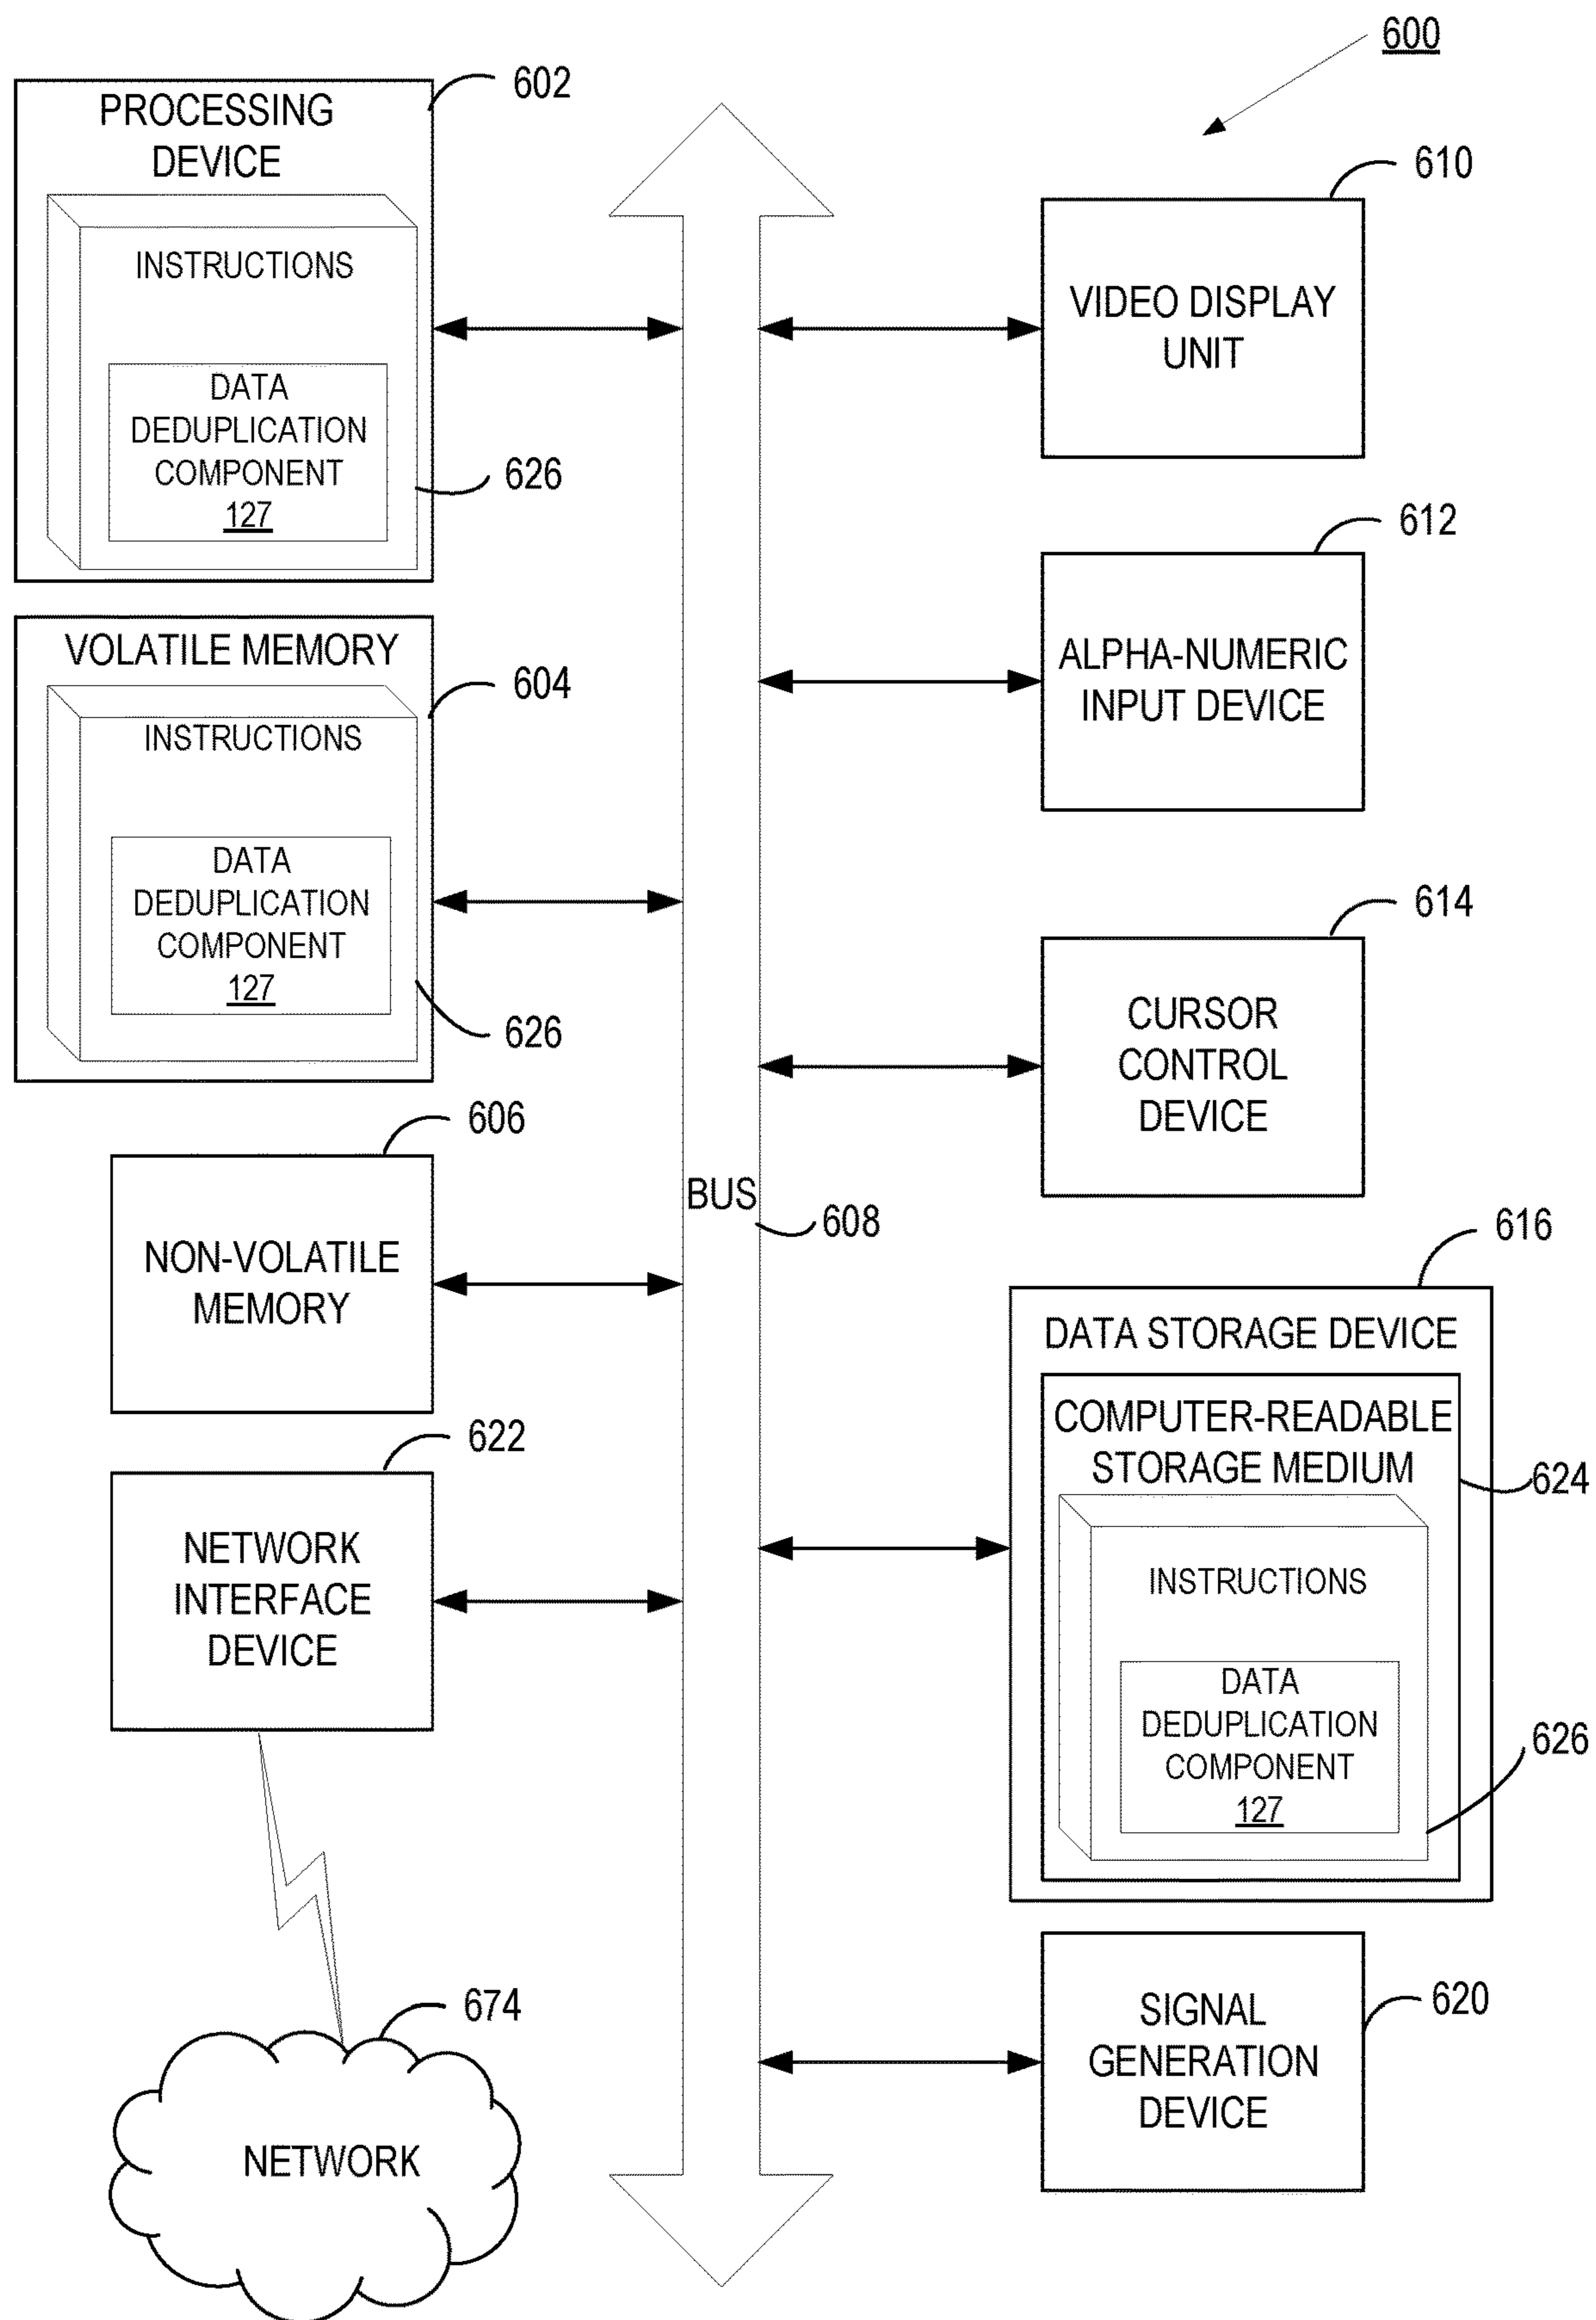 600
602
PROCESSING
DEVICE
INSTRUCTIONS
DATA
DEDUPLICATION
COMPONENT
127
626
VOLATILE MEMORY
604
INSTRUCTIONS
DATA
DEDUPLICATION
COMPONENT
127
626
606
NON-VOLATILE
MEMORY
622
NETWORK
INTERFACE
DEVICE
674
NETWORK
BUS
608
610
VIDEO DISPLAY
UNIT
612
ALPHA-NUMERIC
INPUT DEVICE
614
CURSOR
CONTROL
DEVICE
616
DATA STORAGE DEVICE
COMPUTER-READABLE
STORAGE MEDIUM
624
INSTRUCTIONS
DATA
DEDUPLICATION
COMPONENT
127
626
SIGNAL
GENERATION
DEVICE
620